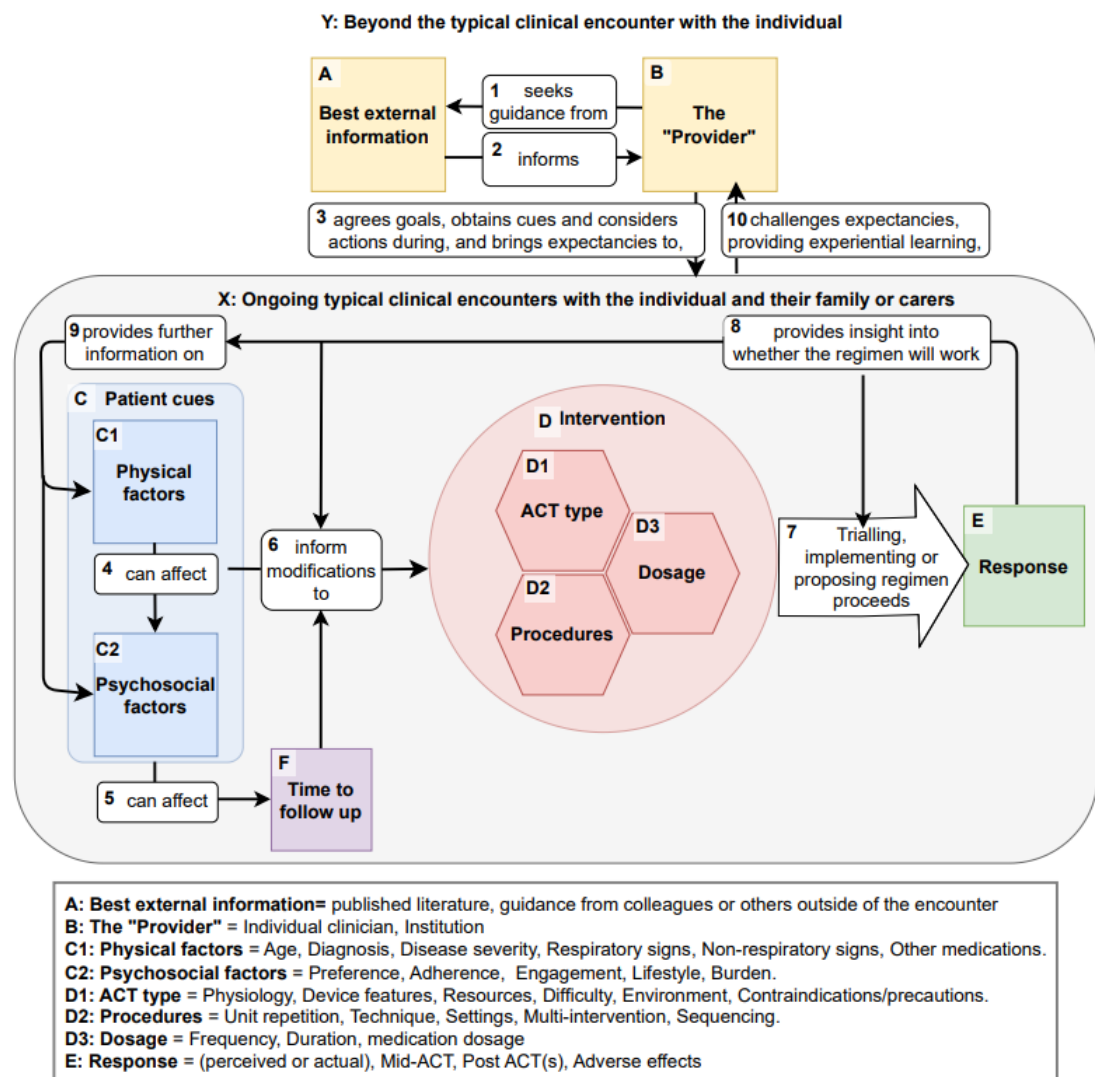 Y: Beyond the typical clinical encounter with the individual
A
Best external
information
1 seeks
guidance from
2 informs
B
The
"Provider"
3 agrees goals, obtains cues and considers
actions during, and brings expectancies to,
10 challenges expectancies,
providing experiential learning,
X: Ongoing typical clinical encounters with the individual and their family or carers
9 provides further
information on
8 provides insight into
whether the regimen will work
C Patient cues
C1
Physical
factors
4 can affect
C2
Psychosocial
factors
5 can affect
F
Time to
follow up
6 inform
modifications
to
D Intervention
D1
ACT type
D3
Dosage
D2
Procedures
7 Trialling,
implementing or
proposing regimen
proceeds
E
Response
A: Best external information= published literature, guidance from colleagues or others outside of the encounter
B: The "Provider" = Individual clinician, Institution
C1: Physical factors = Age, Diagnosis, Disease severity, Respiratory signs, Non-respiratory signs, Other medications.
C2: Psychosocial factors = Preference, Adherence, Engagement, Lifestyle, Burden.
D1: ACT type = Physiology, Device features, Resources, Difficulty, Environment, Contraindications/precautions.
D2: Procedures = Unit repetition, Technique, Settings, Multi-intervention, Sequencing.
D3: Dosage = Frequency, Duration, medication dosage
E: Response = (perceived or actual), Mid-ACT, Post ACT(s), Adverse effects